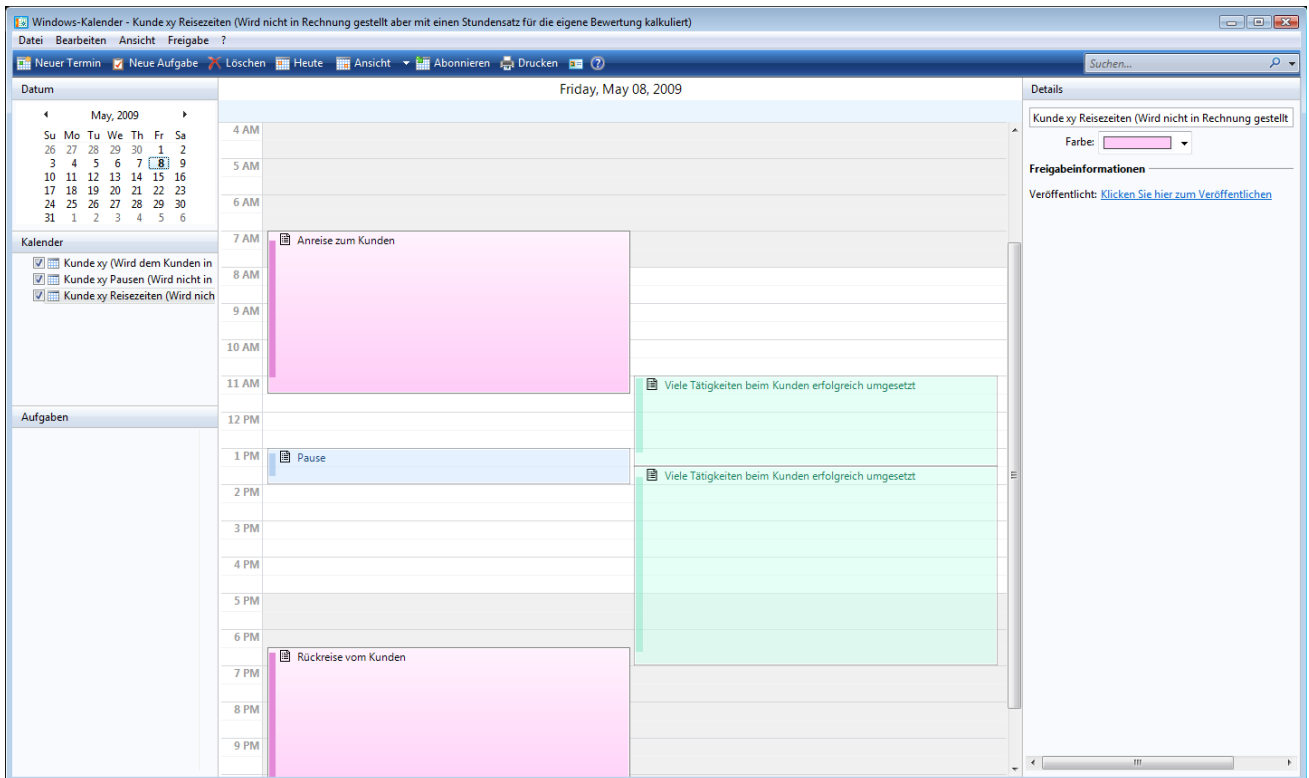 Windows-Kalender - Kunde xy Reisezeiten (Wird nicht in Rechnung gestellt aber mit einen Stundensatz für die eigene Bewertung kalkuliert)
Datei Bearbeiten Ansicht Freigabe ?
Neuer Termin Neue Aufgabe Löschen Heute Ansicht Abonnieren Drucken Suchen...
Datum
May, 2009
Su Mo Tu We Th Fr Sa
26 27 28 29 30 1 2
3 4 5 6 7 8 9
10 11 12 13 14 15 16
17 18 19 20 21 22 23
24 25 26 27 28 29 30
31 1 2 3 4 5 6
Kalender
Kunde xy (Wird dem Kunden in
Kunde xy Pausen (Wird nicht in
Kunde xy Reisezeiten (Wird nich
Aufgaben
Friday, May 08, 2009
4 AM
5 AM
6 AM
7 AM Anreise zum Kunden
8 AM
9 AM
10 AM
11 AM Viele Tätigkeiten beim Kunden erfolgreich umgesetzt
12 PM
1 PM Pause
Viele Tätigkeiten beim Kunden erfolgreich umgesetzt
2 PM
3 PM
4 PM
5 PM
6 PM
Rückreise vom Kunden
7 PM
8 PM
9 PM
Details
Kunde xy Reisezeiten (Wird nicht in Rechnung gestellt
Farbe:
Freigabeinformationen
Veröffentlicht: Klicken Sie hier zum Veröffentlichen